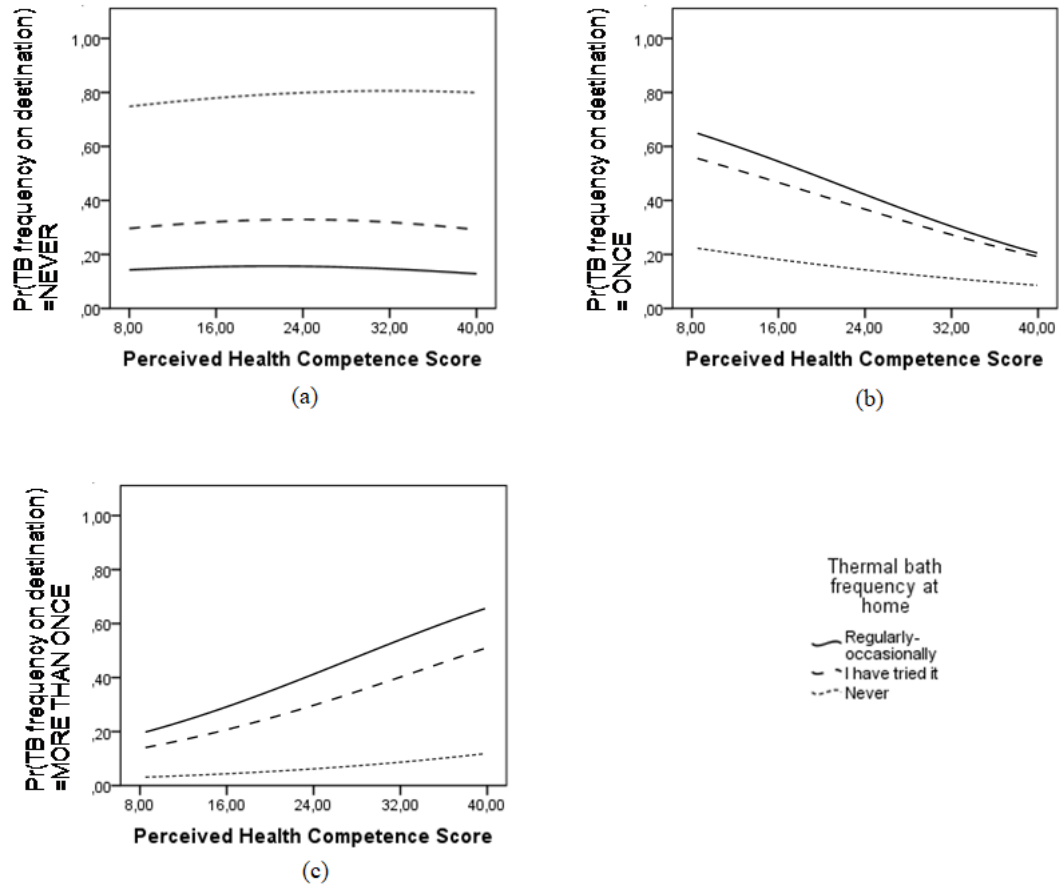 Pr(TB frequency on destination)
=NEVER
1,00
,80
,60
,40
,20
,00
8,00 16,00 24,00 32,00 40,00
Perceived Health Competence Score
(a)
Pr(TB frequency on destination)
= ONCE
1,00
,80
,60
,40
,20
,00
8,00 16,00 24,00 32,00 40,00
Perceived Health Competence Score
(b)
Pr(TB frequency on destination)
=MORE THAN ONCE
1,00
,80
,60
,40
,20
,00
8,00 16,00 24,00 32,00 40,00
Perceived Health Competence Score
(c)
Thermal bath
frequency at
home
Regularly-
occasionally
I have tried it
Never